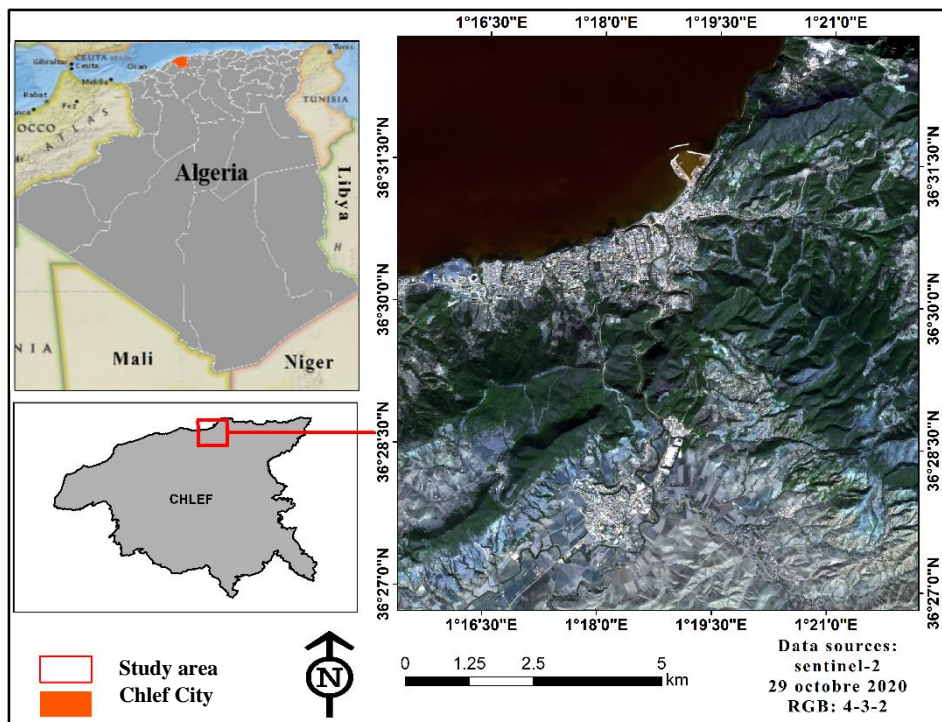 Gibraltar
CEUTA
Ceuta
Melilla
Oran
Tunis
Rabat
Fez
OCCO
ATLAS
TUNISIA
Algeria
Libya
H
NIA
Mali
Niger
CHLEF
Study area
Chlef City
N
1°16'30"E 1°18'0"E 1°19'30"E 1°21'0"E
36°31'30"N
36°30'0"N
36°28'30"N
36°27'0"N
36°31'30"N
36°30'0"N
36°28'30"N
36°27'0"N
1°16'30"E 1°18'0"E 1°19'30"E 1°21'0"E
0 1.25 2.5 5
km
Data sources:
sentinel-2
29 octobre 2020
RGB: 4-3-2